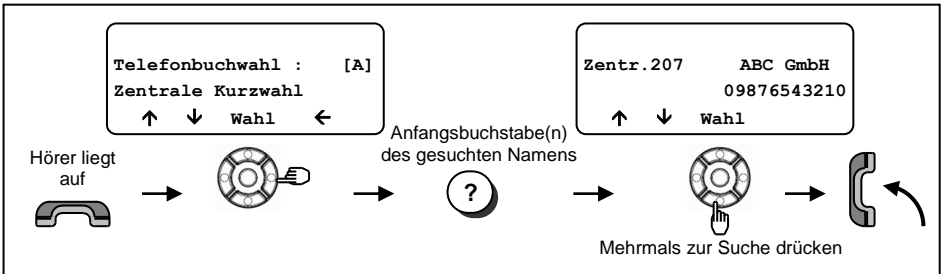 Telefonbuchwahl : [A]
Zentrale Kurzwahl
↑ ↓ Wahl ←
Zentr.207 ABC GmbH
09876543210
↑ ↓ Wahl
Hörer liegt
auf
Anfangsbuchstabe(n)
des gesuchten Namens
?
Mehrmals zur Suche drücken